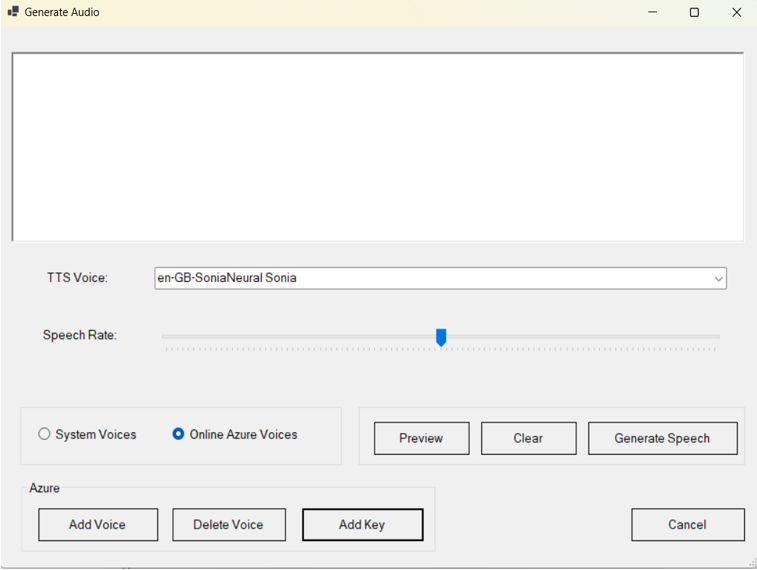 Generate Audio
TTS Voice:
en-GB-SoniaNeural Sonia
Speech Rate:
System Voices
Online Azure Voices
Preview
Clear
Generate Speech
Azure
Add Voice
Delete Voice
Add Key
Cancel